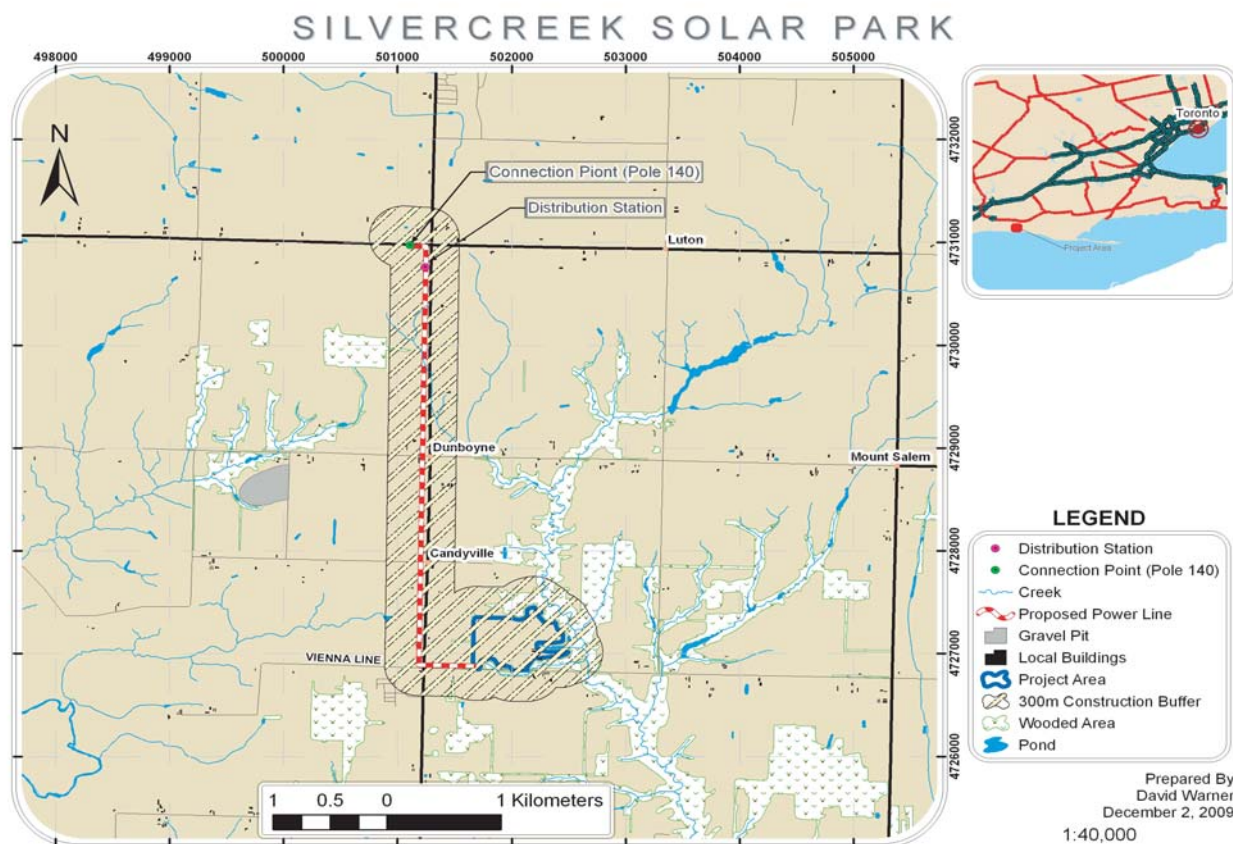 SILVERCREEK SOLAR PARK
498000 499000 500000 501000 502000 503000 504000 505000
N
Connection Piont (Pole 140)
Distribution Station
Luton
Dunboyne
Mount Salem
Candyville
VIENNA LINE
4732000
4731000
4730000
4729000
4728000
4727000
4726000
1 0.5 0 1 Kilometers
Toronto
Project Area
LEGEND
Distribution Station
Connection Point (Pole 140)
Creek
Proposed Power Line
Gravel Pit
Local Buildings
Project Area
300m Construction Buffer
Wooded Area
Pond
Prepared By
David Warner
December 2, 2009
1:40,000